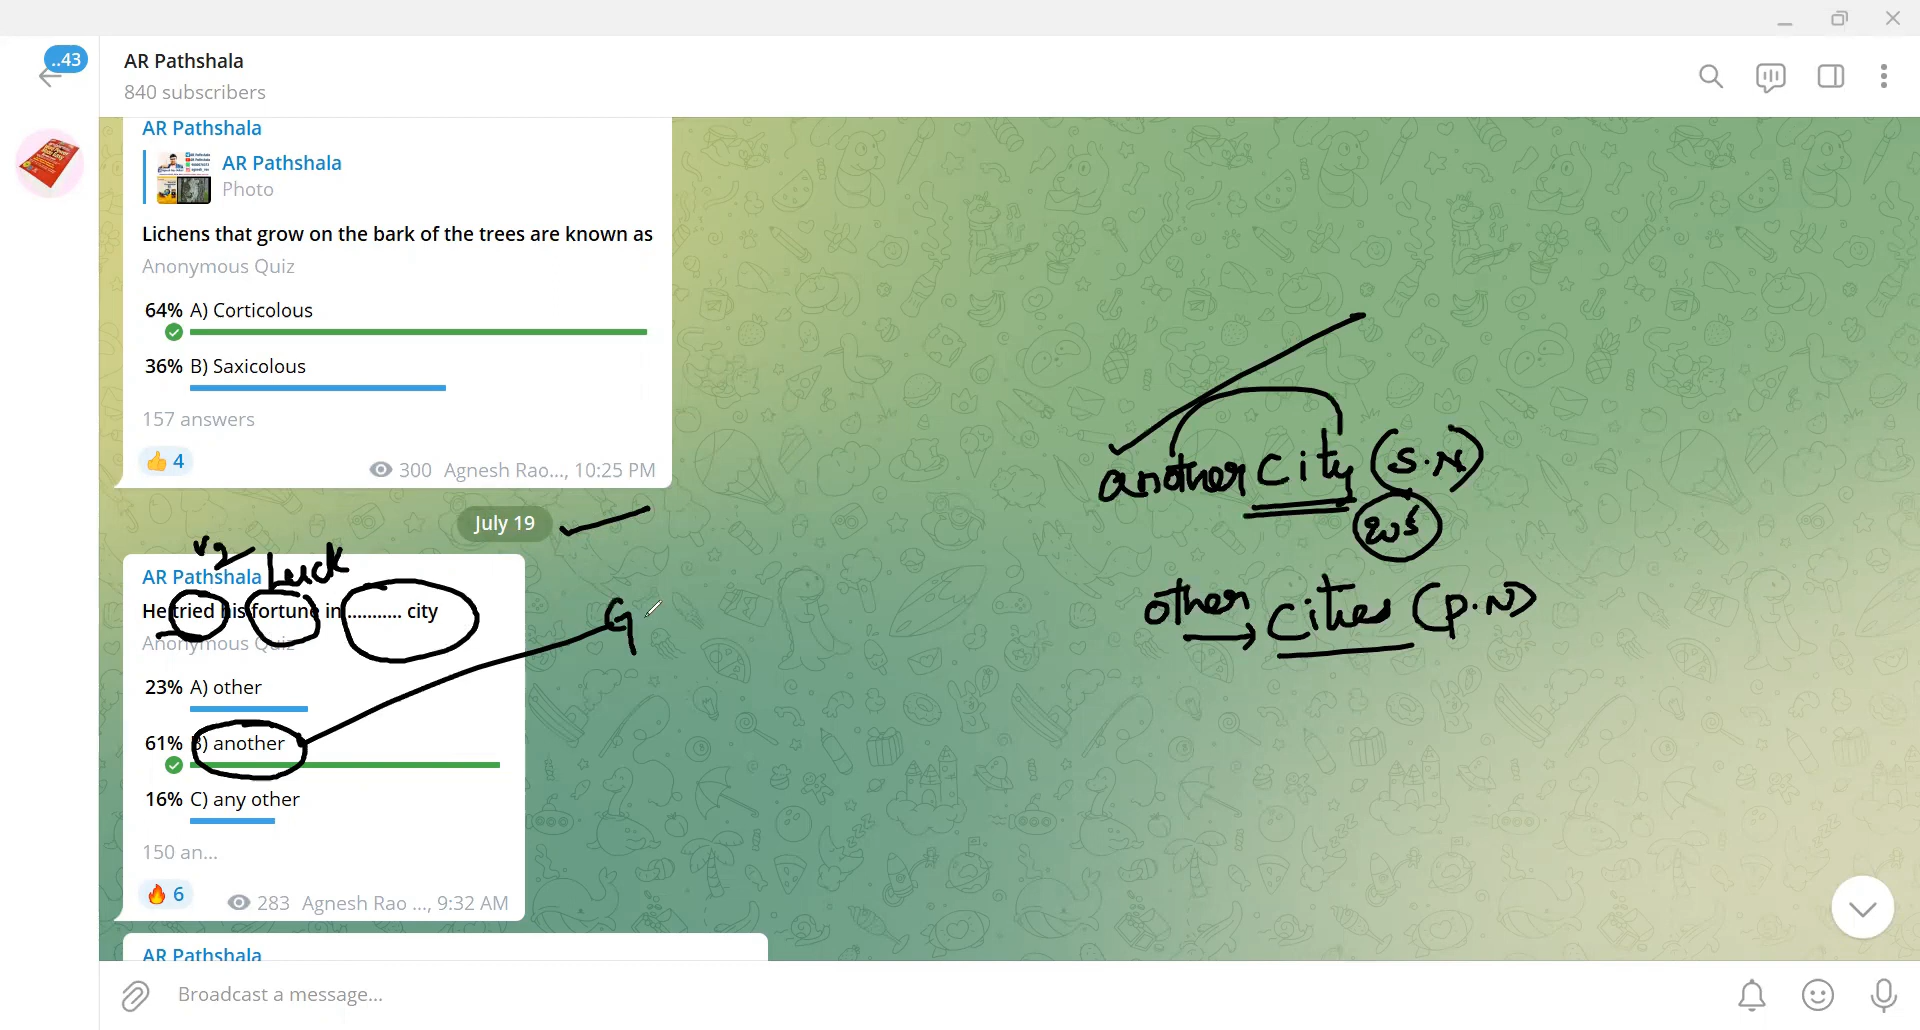 ..43
AR Pathshala
840 subscribers
AR Pathshala
AR Pathshala
Photo
Lichens that grow on the bark of the trees are known as
Anonymous Quiz
64% A) Corticolous
36% B) Saxicolous
157 answers
👍 4
300 Agnesh Rao..., 10:25 PM
July 19
V2
Luck
AR Pathshala
He tried his fortune in ........... city
Anonymous Quiz
23% A) other
61% B) another
16% C) any other
150 an...
🔥 6
283 Agnesh Rao ..., 9:32 AM
AR Pathshala
G
another city (S.N)
other → cities (P.N)
Broadcast a message...